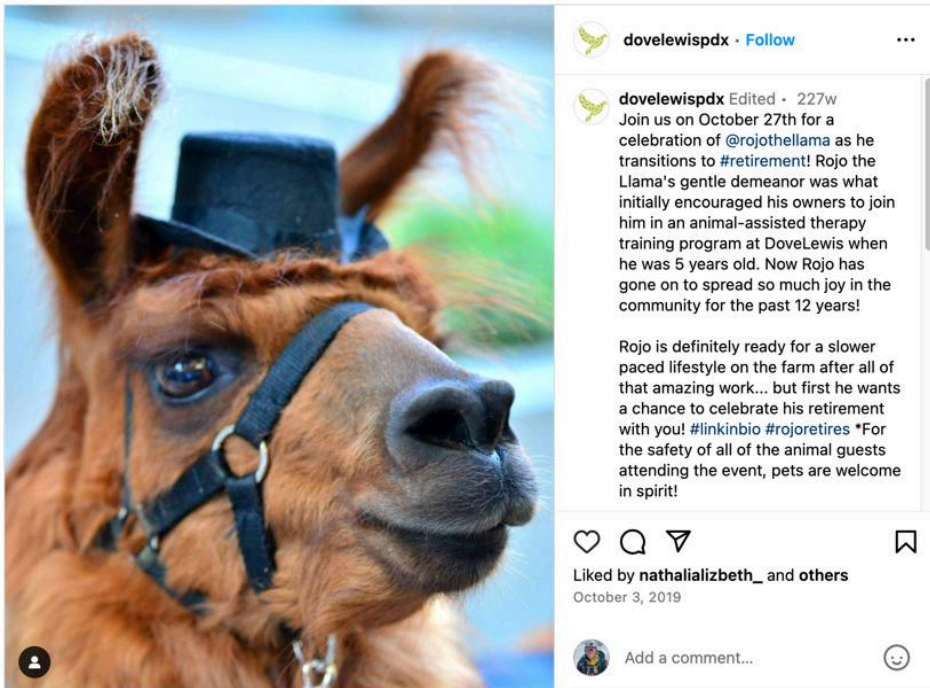 dovelewispdx • Follow
dovelewispdx Edited • 227w
Join us on October 27th for a
celebration of @rojothellama as he
transitions to #retirement! Rojo the
Llama's gentle demeanor was what
initially encouraged his owners to join
him in an animal-assisted therapy
training program at DoveLewis when
he was 5 years old. Now Rojo has
gone on to spread so much joy in the
community for the past 12 years!
Rojo is definitely ready for a slower
paced lifestyle on the farm after all of
that amazing work... but first he wants
a chance to celebrate his retirement
with you! #linkinbio #rojoretires *For
the safety of all of the animal guests
attending the event, pets are welcome
in spirit!
Liked by nathalializbeth_ and others
October 3, 2019
Add a comment...